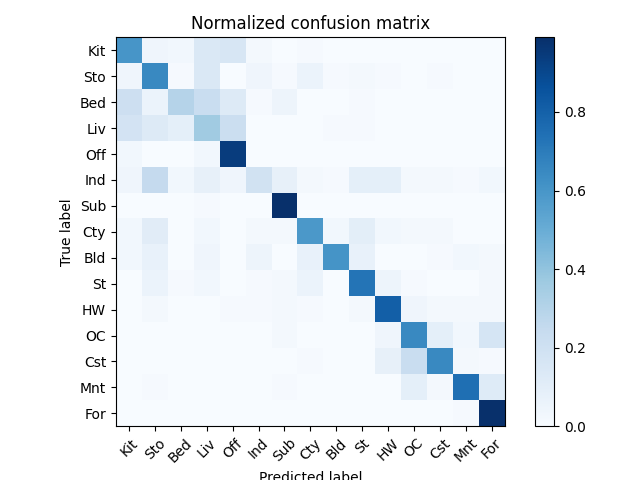 Normalized confusion matrix
True label
Kit
Sto
Bed
Liv
Off
Ind
Sub
Cty
Bld
St
HW
OC
Cst
Mnt
For
Kit Sto Bed Liv Off Ind Sub Cty Bld St HW OC Cst Mnt For
Predicted label
0.8
0.6
0.4
0.2
0.0